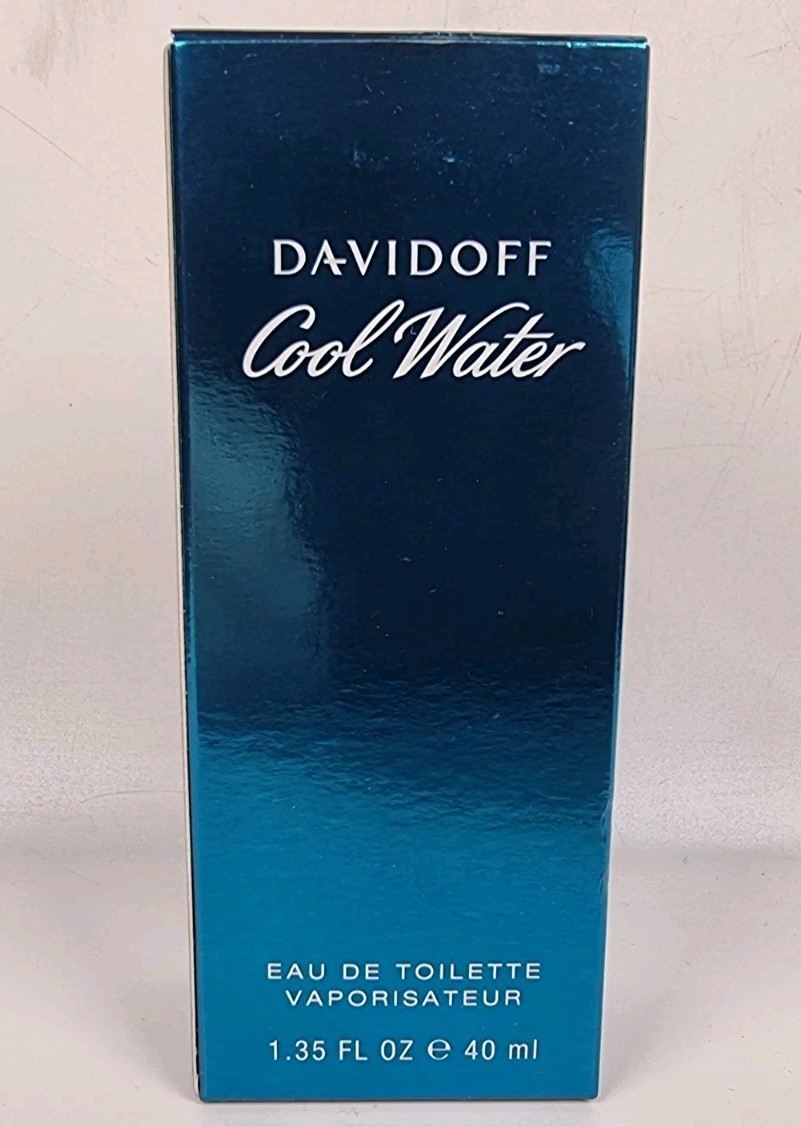 DAVIDOFF
Cool Water
EAU DE TOILETTE
VAPORISATEUR
1.35 FL OZ ℮ 40 ml